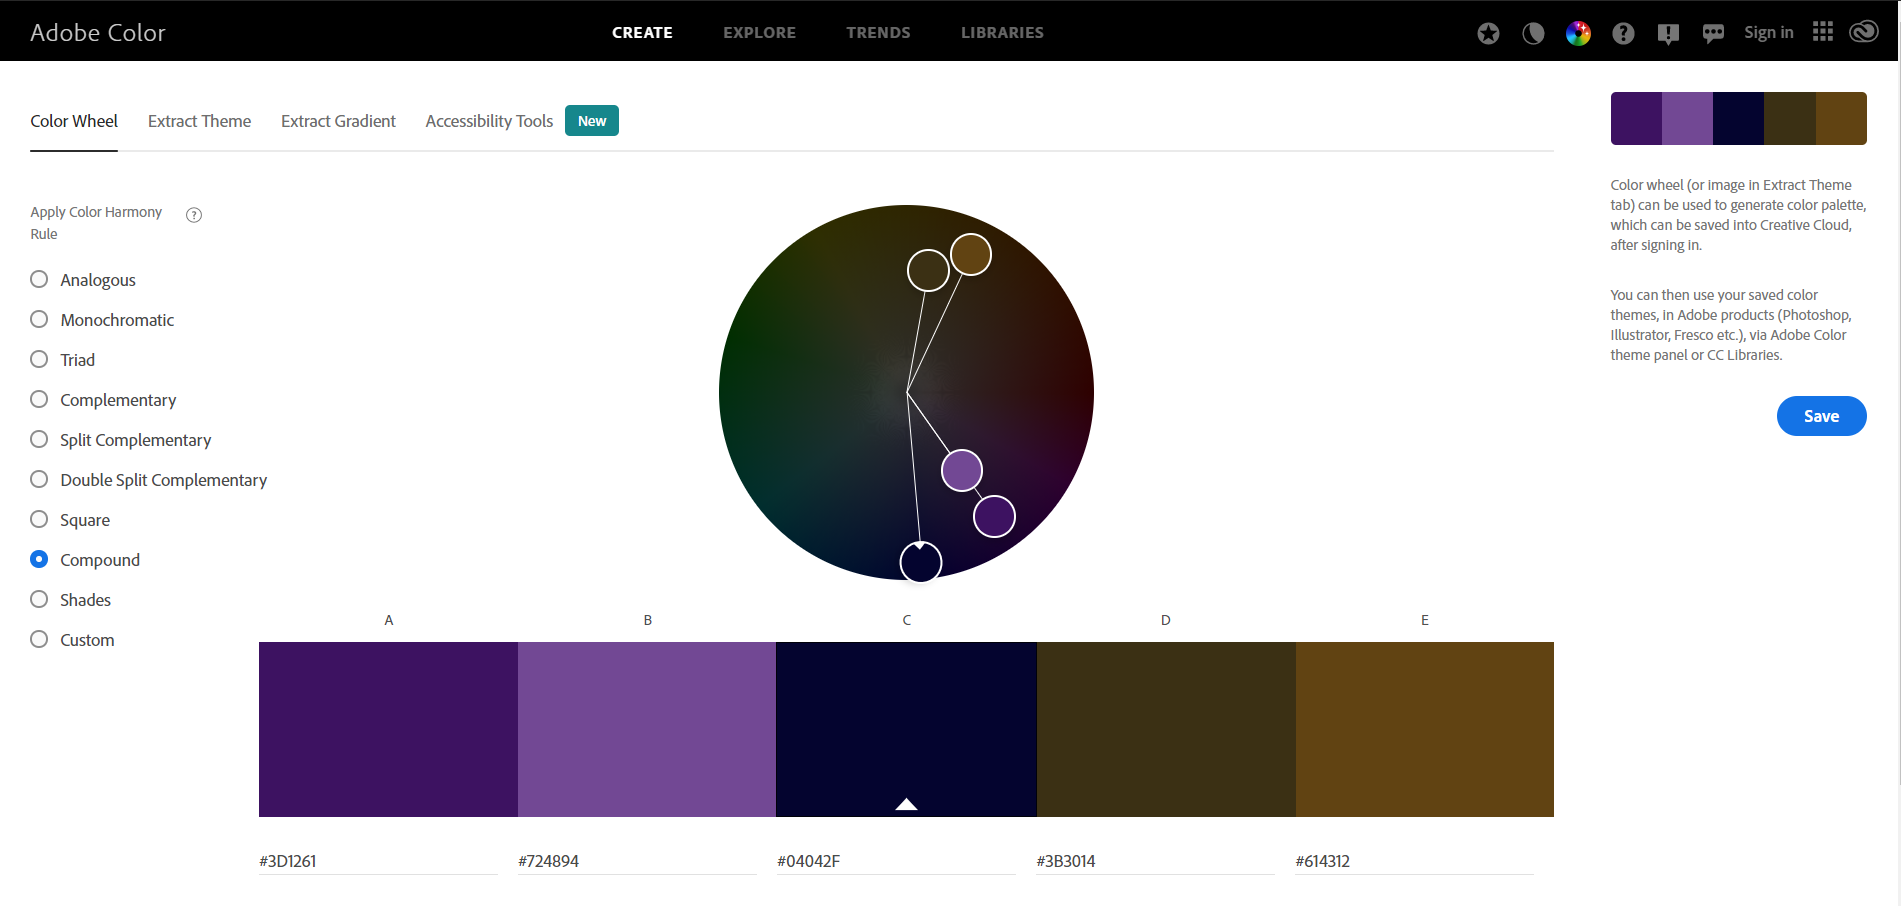 Adobe Color
CREATE
EXPLORE
TRENDS
LIBRARIES
Sign in
Color Wheel
Extract Theme
Extract Gradient
Accessibility Tools
New
Apply Color Harmony
Rule
?
Analogous
Monochromatic
Triad
Complementary
Split Complementary
Double Split Complementary
Square
Compound
Shades
Custom
A
B
C
D
E
#3D1261
#724894
#04042F
#3B3014
#614312
Color wheel (or image in Extract Theme
tab) can be used to generate color palette,
which can be saved into Creative Cloud,
after signing in.
You can then use your saved color
themes, in Adobe products (Photoshop,
Illustrator, Fresco etc.), via Adobe Color
theme panel or CC Libraries.
Save